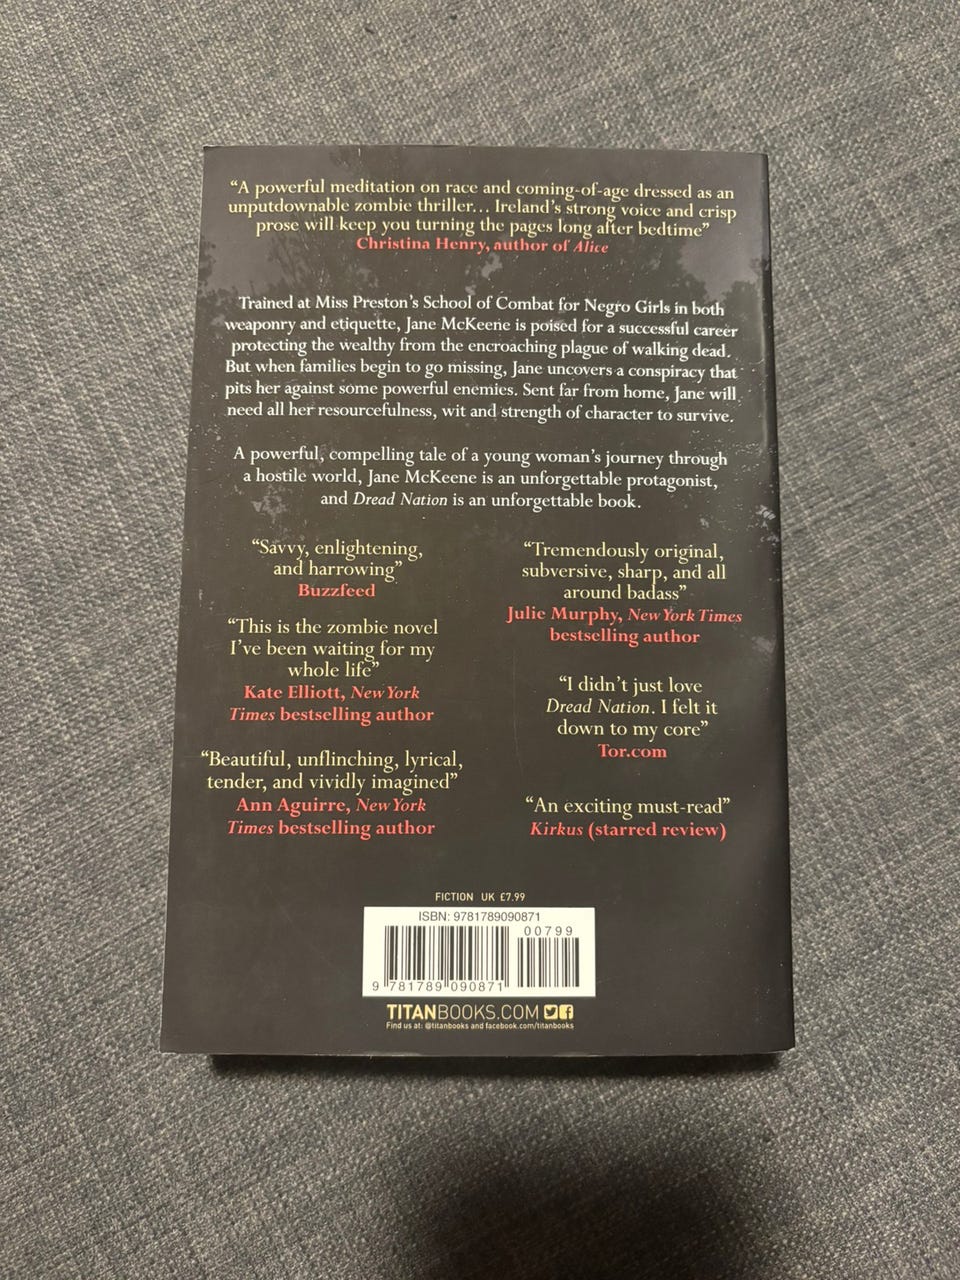 “A powerful meditation on race and coming-of-age dressed as an
unputdownable zombie thriller… Ireland’s strong voice and crisp
prose will keep you turning the pages long after bedtime”
Christina Henry, author of Alice
Trained at Miss Preston’s School of Combat for Negro Girls in both
weaponry and etiquette, Jane McKeene is poised for a successful career
protecting the wealthy from the encroaching plague of walking dead.
But when families begin to go missing, Jane uncovers a conspiracy that
pits her against some powerful enemies. Sent far from home, Jane will
need all her resourcefulness, wit and strength of character to survive.
A powerful, compelling tale of a young woman’s journey through
a hostile world, Jane McKeene is an unforgettable protagonist,
and Dread Nation is an unforgettable book.
“Savvy, enlightening,
and harrowing”
Buzzfeed
“This is the zombie novel
I’ve been waiting for my
whole life”
Kate Elliott, New York
Times bestselling author
“Beautiful, unflinching, lyrical,
tender, and vividly imagined”
Ann Aguirre, New York
Times bestselling author
“Tremendously original,
subversive, sharp, and all
around badass”
Julie Murphy, New York Times
bestselling author
“I didn’t just love
Dread Nation. I felt it
down to my core”
Tor.com
“An exciting must-read”
Kirkus (starred review)
FICTION UK £7.99
ISBN: 9781789090871
00799
9 781789 090871
TITANBOOKS.COM
Find us at: @titanbooks and facebook.com/titanbooks